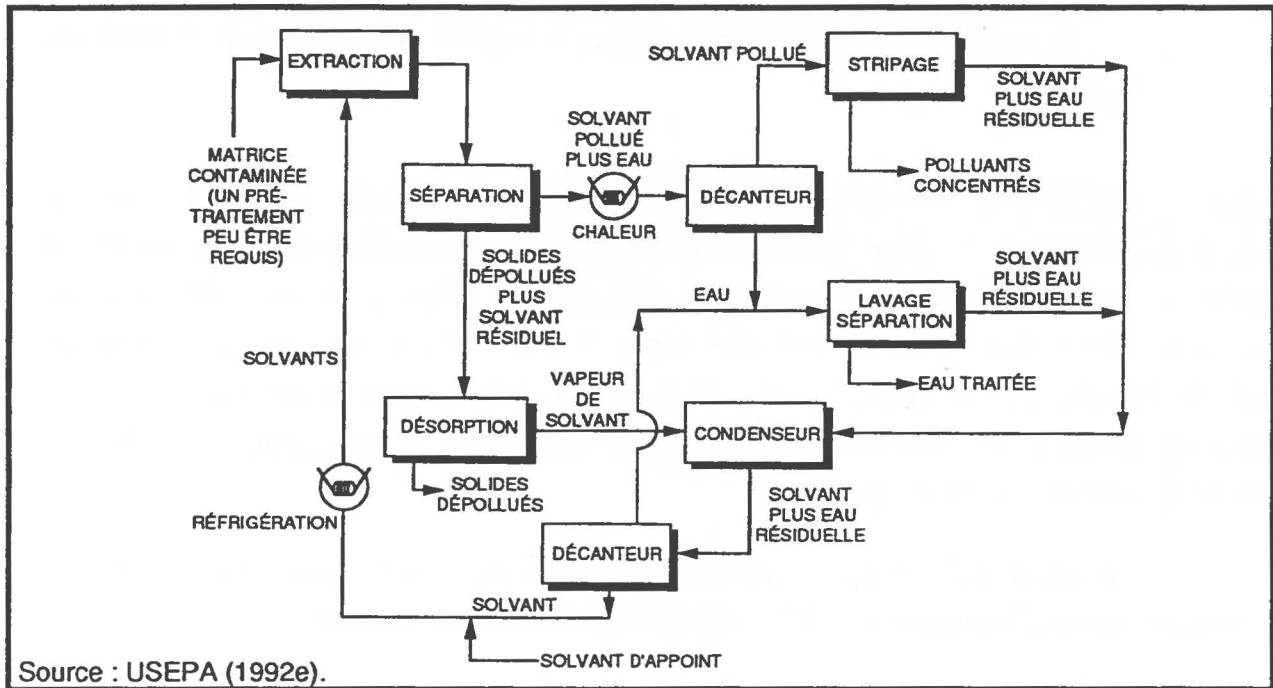 EXTRACTION
MATRICE
CONTAMINÉE
(UN PRÉ-
TRAITEMENT
PEU ÊTRE
REQUIS)
SÉPARATION
SOLVANT
POLLUÉ
PLUS EAU
CHALEUR
DÉCANTEUR
SOLVANT POLLUÉ
STRIPAGE
SOLVANT
PLUS EAU
RÉSIDUELLE
POLLUANTS
CONCENTRÉS
SOLIDES
DÉPOLLUÉS
PLUS
SOLVANT
RÉSIDUEL
EAU
LAVAGE
SÉPARATION
SOLVANT
PLUS EAU
RÉSIDUELLE
EAU TRAITÉE
SOLVANTS
DÉSORPTION
VAPEUR
DE
SOLVANT
CONDENSEUR
SOLIDES
DÉPOLLUÉS
SOLVANT
PLUS EAU
RÉSIDUELLE
RÉFRIGÉRATION
DÉCANTEUR
SOLVANT
SOLVANT D'APPOINT
Source : USEPA (1992e).